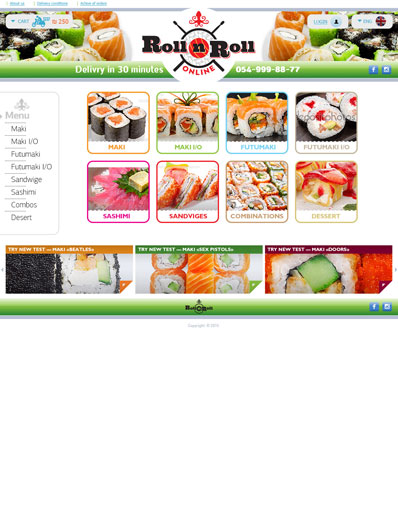 About us Delivery conditions Action of orders
CART ₪ 250 LOGIN ENG
Roll n Roll
ONLINE
Delivry in 30 minutes 054-999-88-77
Menu
Maki
Maki I/O
Futumaki
Futumaki I/O
Sandwige
Sashimi
Combos
Desert
MAKI MAKI I/O FUTUMAKI FUTUMAKI I/O
SASHIMI SANDVIGES COMBINATIONS DESSERT
TRY NEW TEST — MAKI «BEATLES» TRY NEW TEST — MAKI «SEX PISTOLS» TRY NEW TEST — MAKI «DOORS»
Roll n Roll
Copyright © 2015